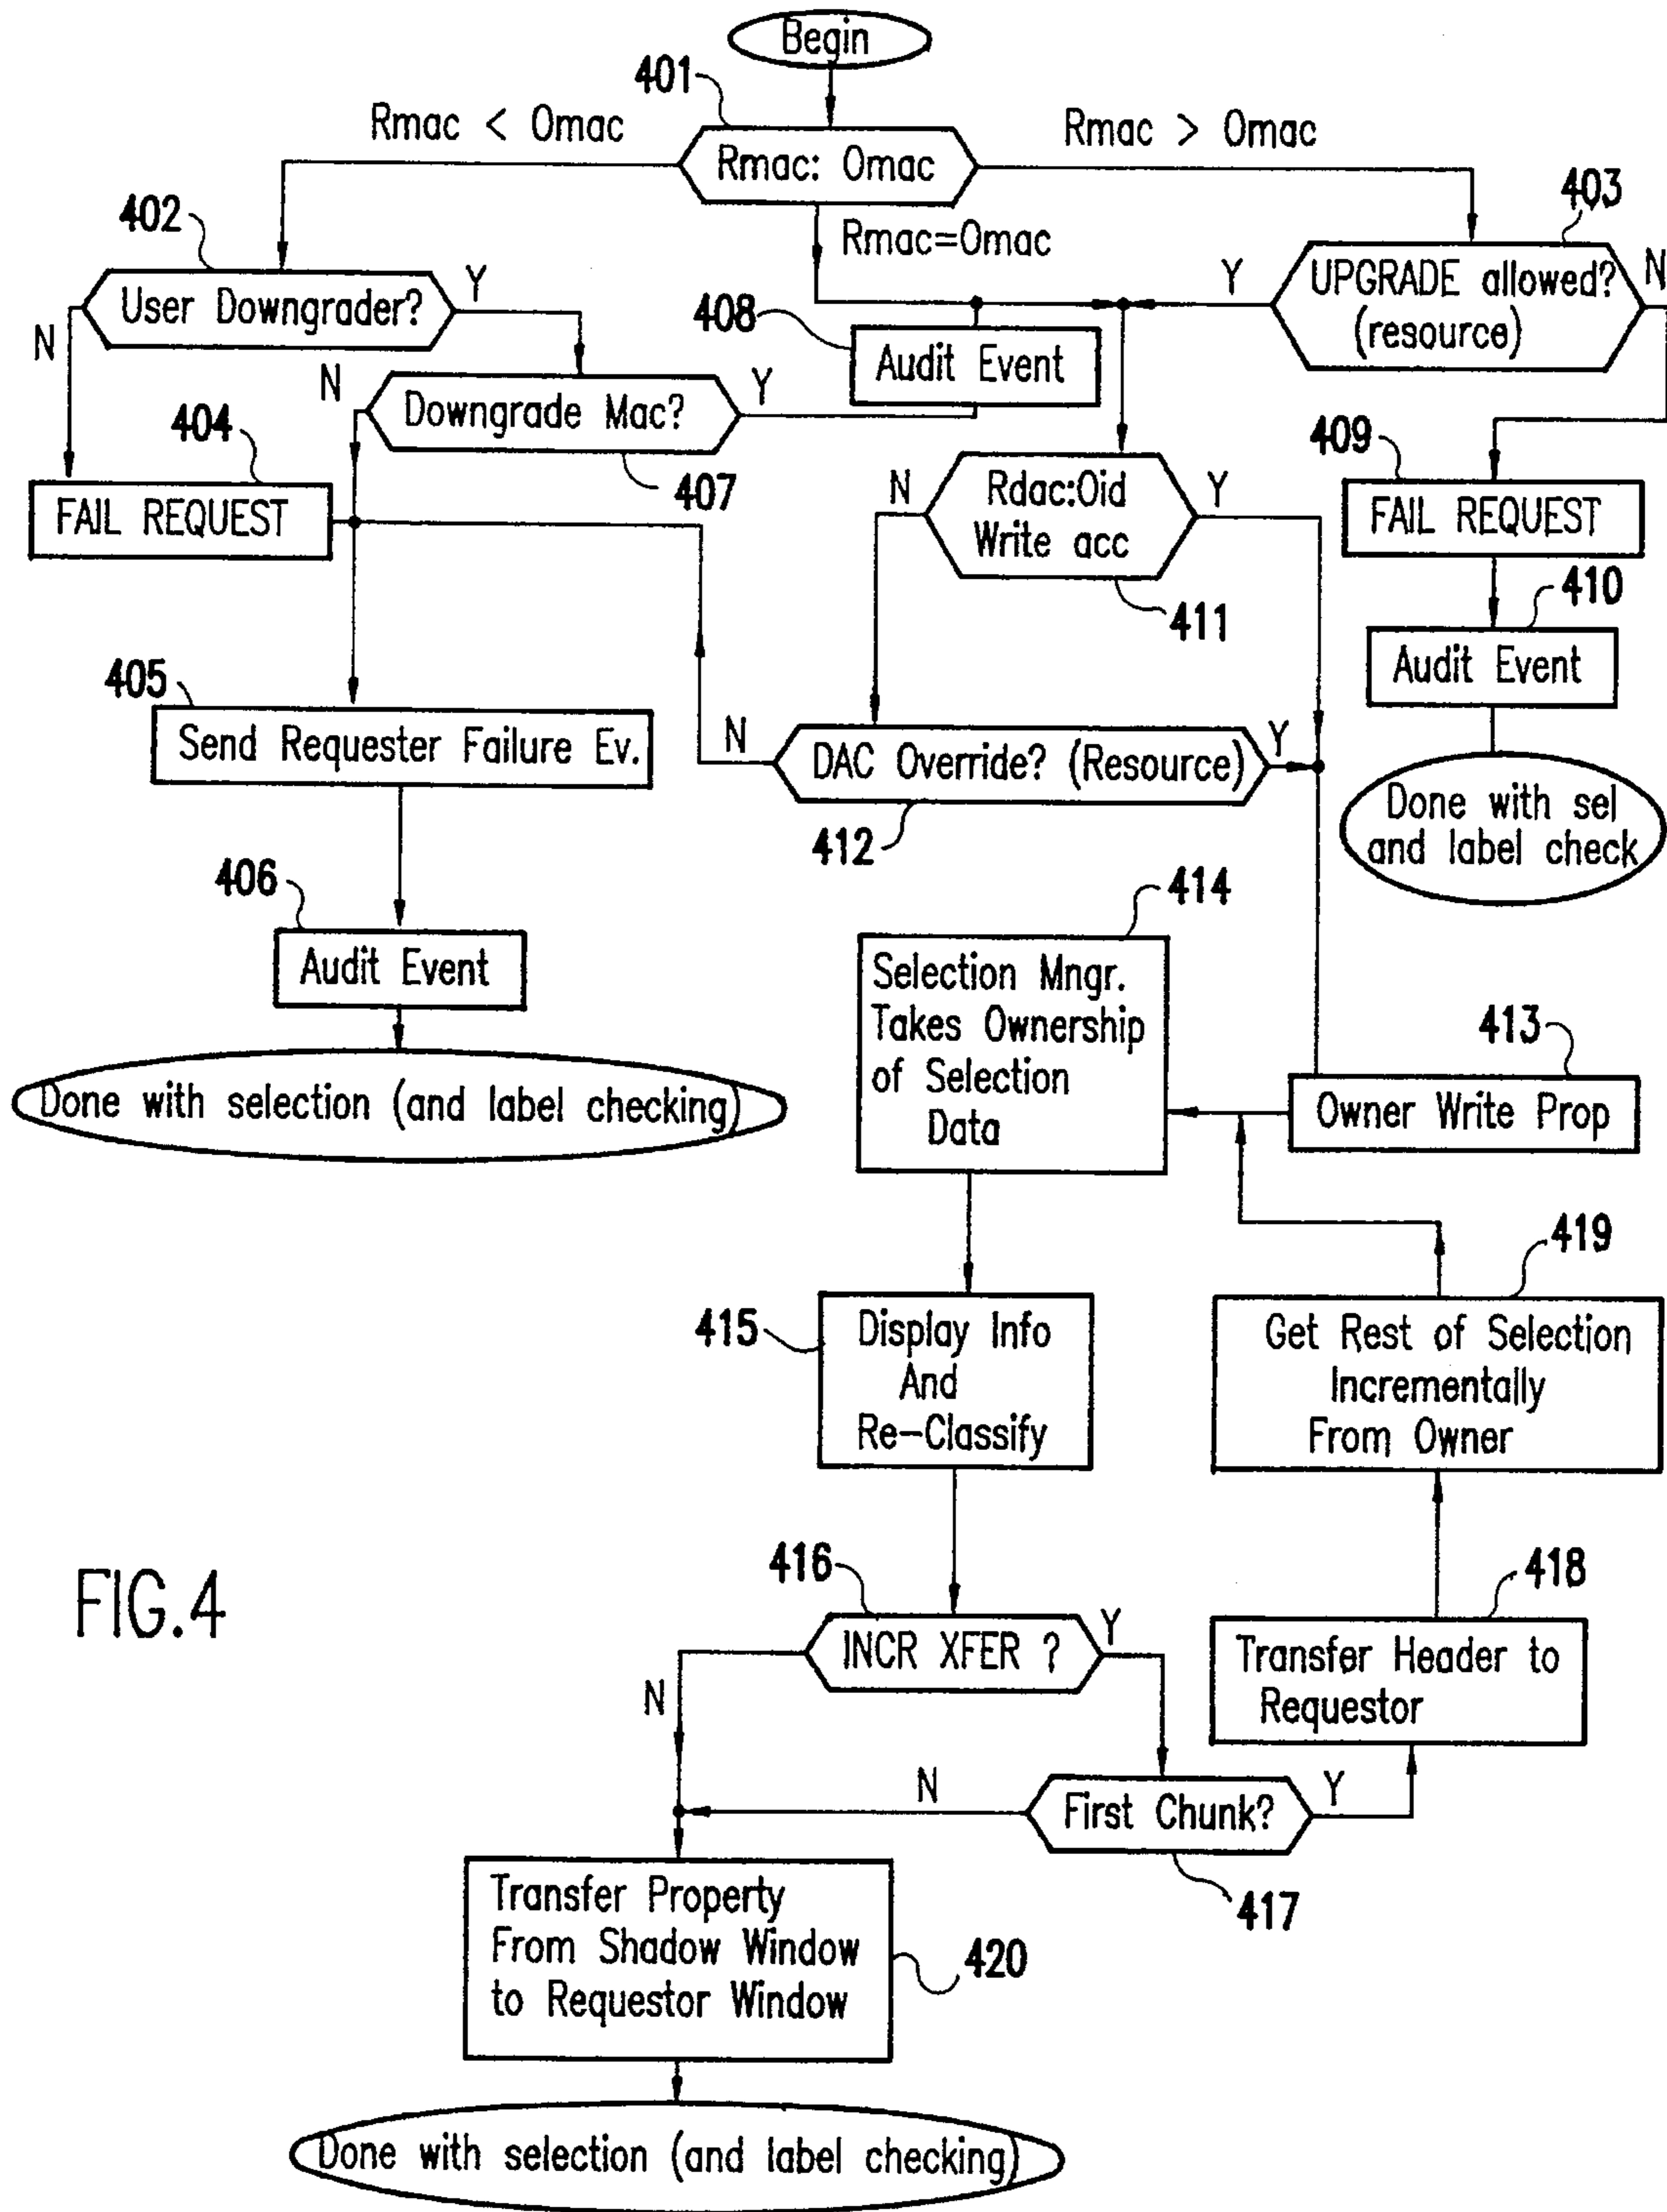 Begin
401
Rmac < Omac
Rmac > Omac
Rmac: Omac
402
403
Rmac=Omac
User Downgrader?
Y
N
UPGRADE allowed?
(resource)
Y
N
408
Audit Event
Downgrade Mac?
N
Y
407
404
FAIL REQUEST
409
FAIL REQUEST
Rdac:Oid
Write acc
N
Y
411
410
Audit Event
405
Send Requester Failure Ev.
N
DAC Override? (Resource)
Y
412
Done with sel
and label check
406
Audit Event
414
Selection Mngr.
Takes Ownership
of Selection
Data
413
Owner Write Prop
Done with selection (and label checking)
419
415
Display Info
And
Re-Classify
Get Rest of Selection
Incrementally
From Owner
FIG.4
416
INCR XFER ?
Y
N
418
Transfer Header to
Requestor
N
First Chunk?
Y
417
Transfer Property
From Shadow Window
to Requestor Window
420
Done with selection (and label checking)